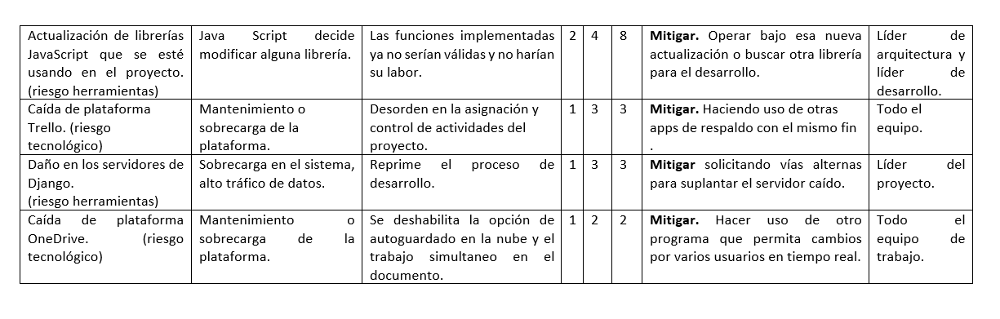 Actualización de librerías
JavaScript que se esté
usando en el proyecto.
(riesgo herramientas)
Java Script decide
modificar alguna librería.
Las funciones implementadas
ya no serían válidas y no harían
su labor.
2
4
8
Mitigar. Operar bajo esa nueva
actualización o buscar otra librería
para el desarrollo.
Líder de
arquitectura y
líder de
desarrollo.
Caída de plataforma
Trello. (riesgo
tecnológico)
Mantenimiento o
sobrecarga de la
plataforma.
Desorden en la asignación y
control de actividades del
proyecto.
1
3
3
Mitigar. Haciendo uso de otras
apps de respaldo con el mismo fin
.
Todo el
equipo.
Daño en los servidores de
Django.
(riesgo herramientas)
Sobrecarga en el sistema,
alto tráfico de datos.
Reprime el proceso de
desarrollo.
1
3
3
Mitigar solicitando vías alternas
para suplantar el servidor caído.
Líder del
proyecto.
Caída de plataforma
OneDrive. (riesgo
tecnológico)
Mantenimiento o
sobrecarga de la
plataforma.
Se deshabilita la opción de
autoguardado en la nube y el
trabajo simultaneo en el
documento.
1
2
2
Mitigar. Hacer uso de otro
programa que permita cambios
por varios usuarios en tiempo real.
Todo el
equipo de
trabajo.